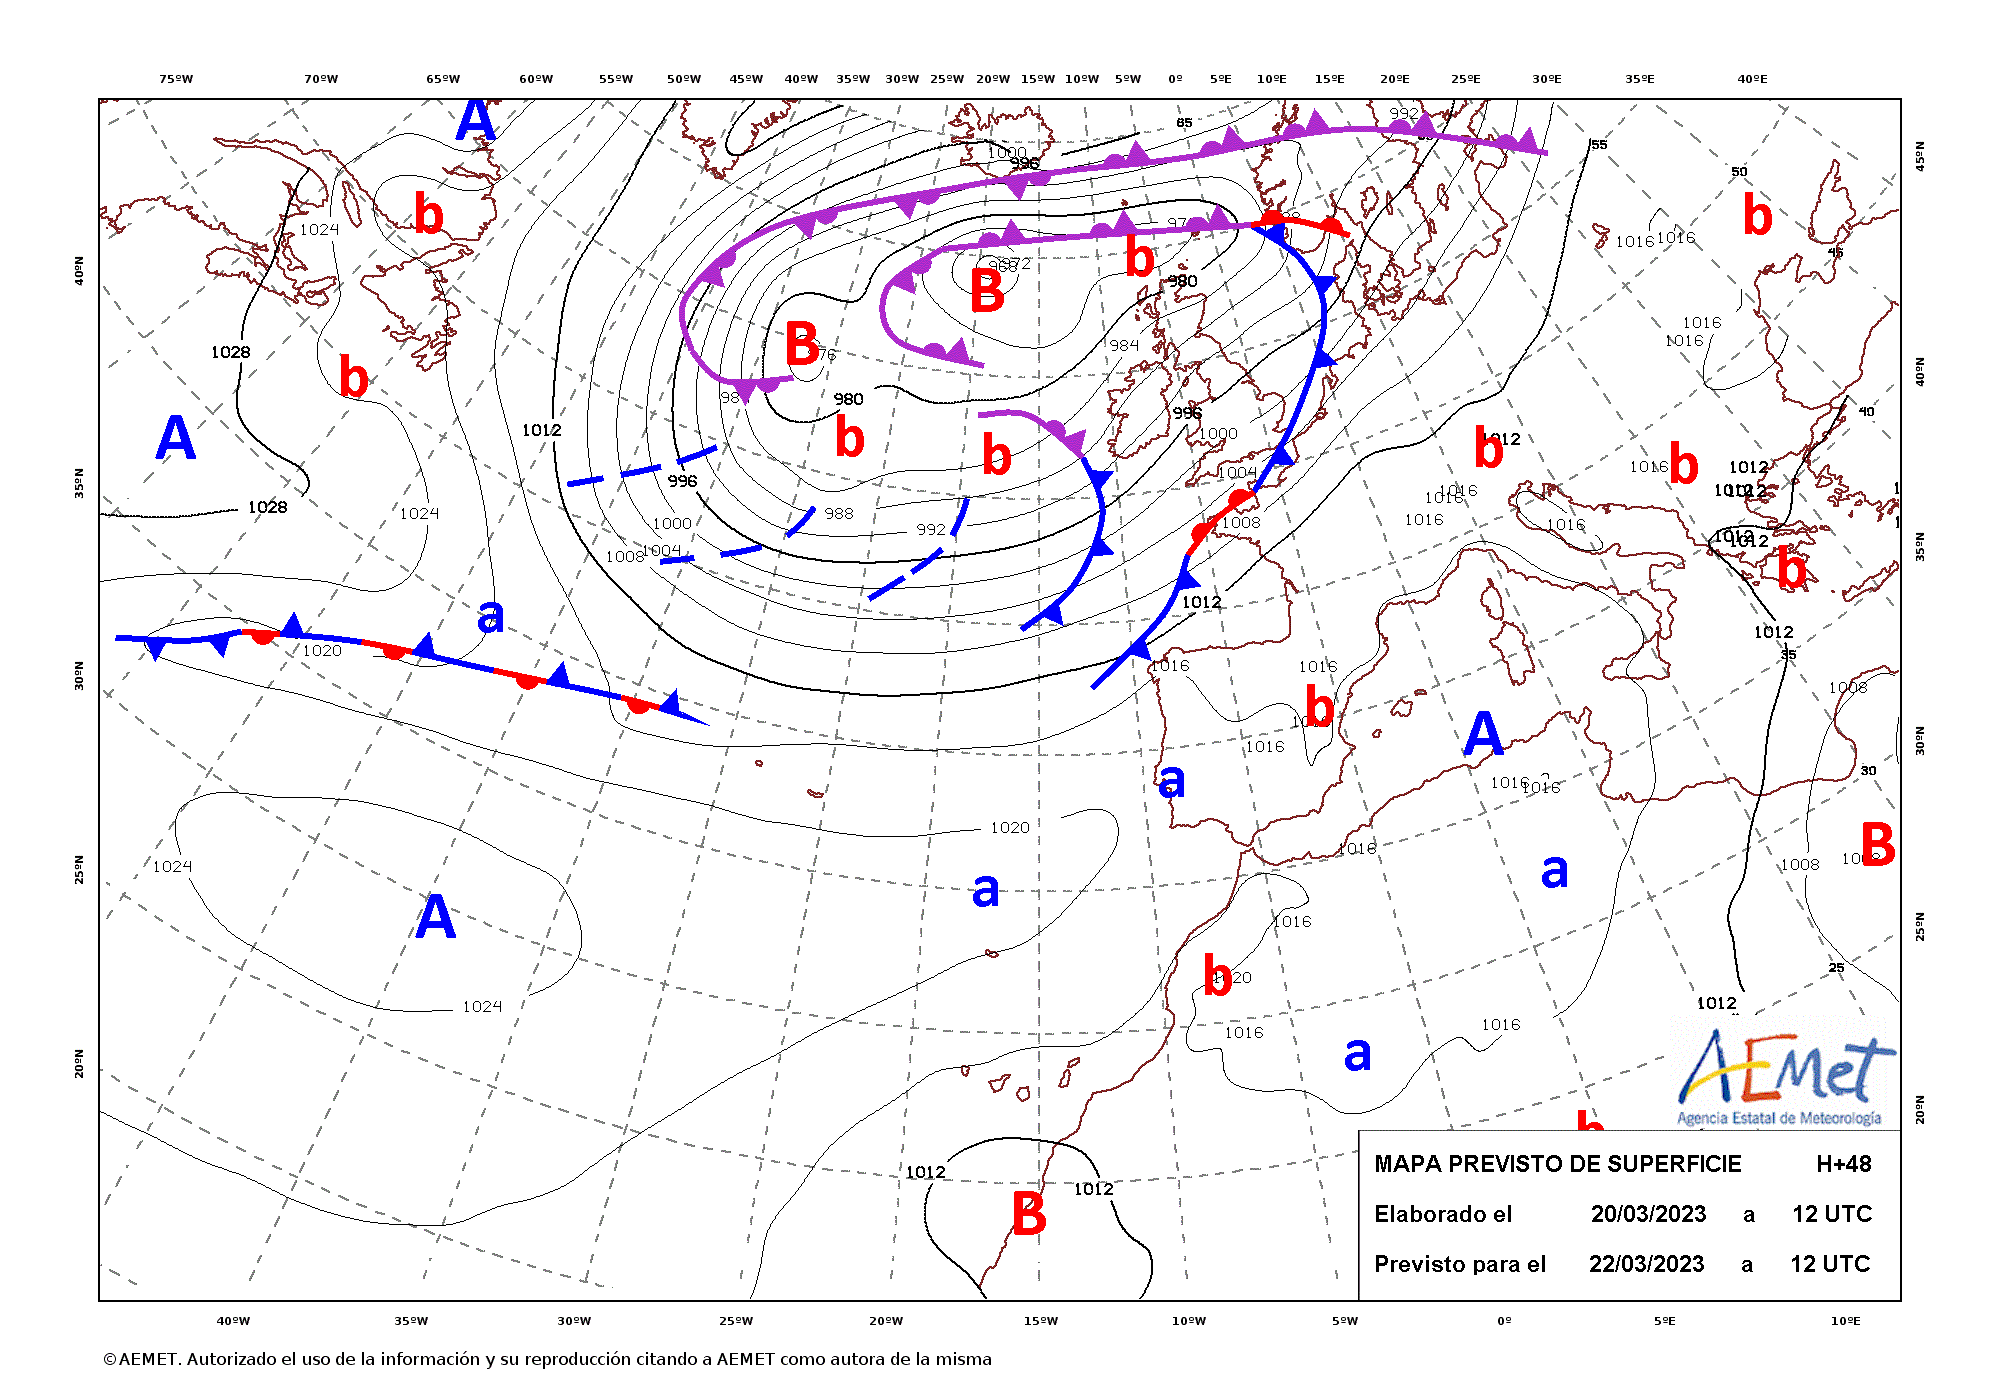 75ºW 70ºW 65ºW 60ºW 55ºW 50ºW 45ºW 40ºW 35ºW 30ºW 25ºW 20ºW 15ºW 10ºW 5ºW 0º 5ºE 10ºE 15ºE 20ºE 25ºE 30ºE 35ºE 40ºE
A
992
65
1000
996
55
45ºN
50
b
b
1024
b
1016 1016
45
40ºN
972
968
B
980
1016
1028
B
976
984
1016
b
40ºN
980
40
A
1012
b
b
996
1000
b
1012
1016
b
1012
35ºN
996
1004
1016
1016
1012
1012
1028
1024
988
1000
992
1008
1016
1016
1008
1004
1012
1012
35ºN
b
a
1012
1012
1020
35
30ºN
1016
1016
1008
b
A
1016
30ºN
a
1016
1016
30
1020
1016
B
1024
1008
25ºN
a
a
A
1016
25ºN
b
1020
25
1024
1012
1016
1016
a
20ºN
AEMet
Agencia Estatal de Meteorología
20ºN
b
MAPA PREVISTO DE SUPERFICIE H+48
1012
1012
B
Elaborado el 20/03/2023 a 12 UTC
Previsto para el 22/03/2023 a 12 UTC
40ºW 35ºW 30ºW 25ºW 20ºW 15ºW 10ºW 5ºW 0º 5ºE 10ºE
©AEMET. Autorizado el uso de la información y su reproducción citando a AEMET como autora de la misma